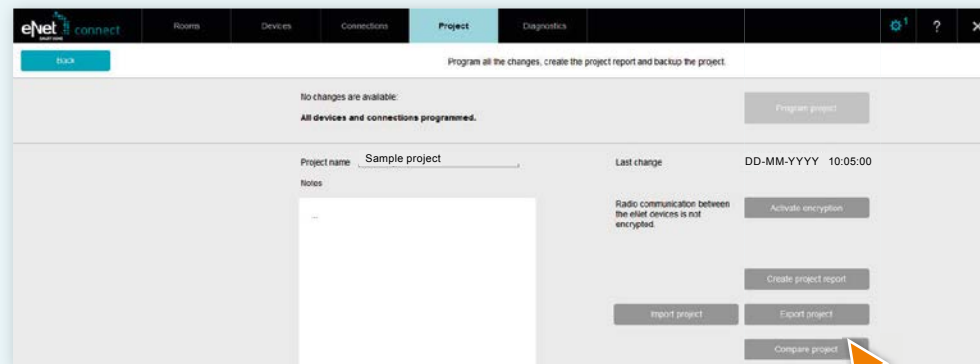 eNet connect
SMART HOME
Rooms Devices Connections Project Diagnostics 1 ?
Back
Program all the changes, create the project report and backup the project.
No changes are available:
All devices and connections programmed.
Program project
Project name Sample project
Last change DD-MM-YYYY 10:05:00
Notes
...
Radio communication between
the eNet devices is not
encrypted.
Activate encryption
Create project report
Import project Export project
Compare project